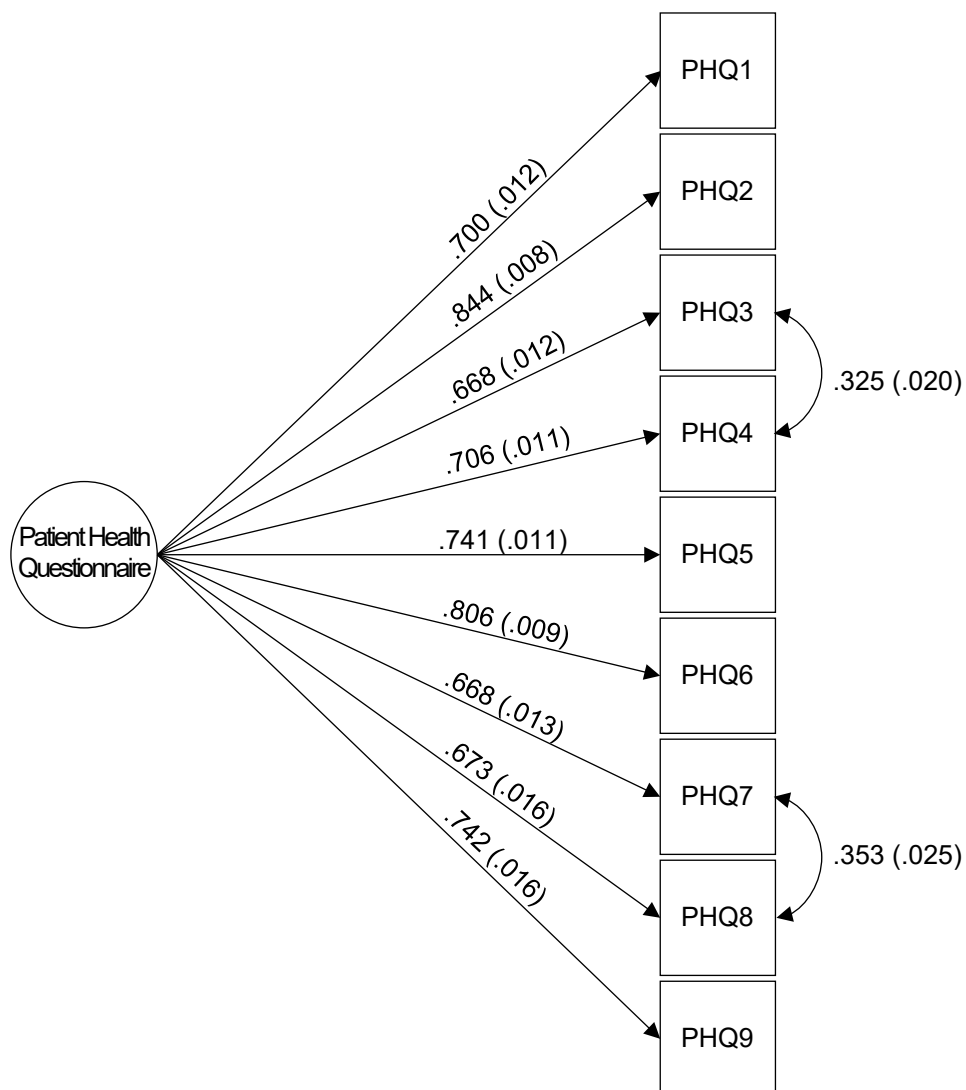 PHQ1
.700 (.012)
PHQ2
.844 (.008)
PHQ3
.668 (.012)
.325 (.020)
PHQ4
.706 (.011)
Patient Health
Questionnaire
.741 (.011)
PHQ5
.806 (.009)
PHQ6
.668 (.013)
PHQ7
.673 (.016)
.353 (.025)
.742 (.016)
PHQ8
PHQ9